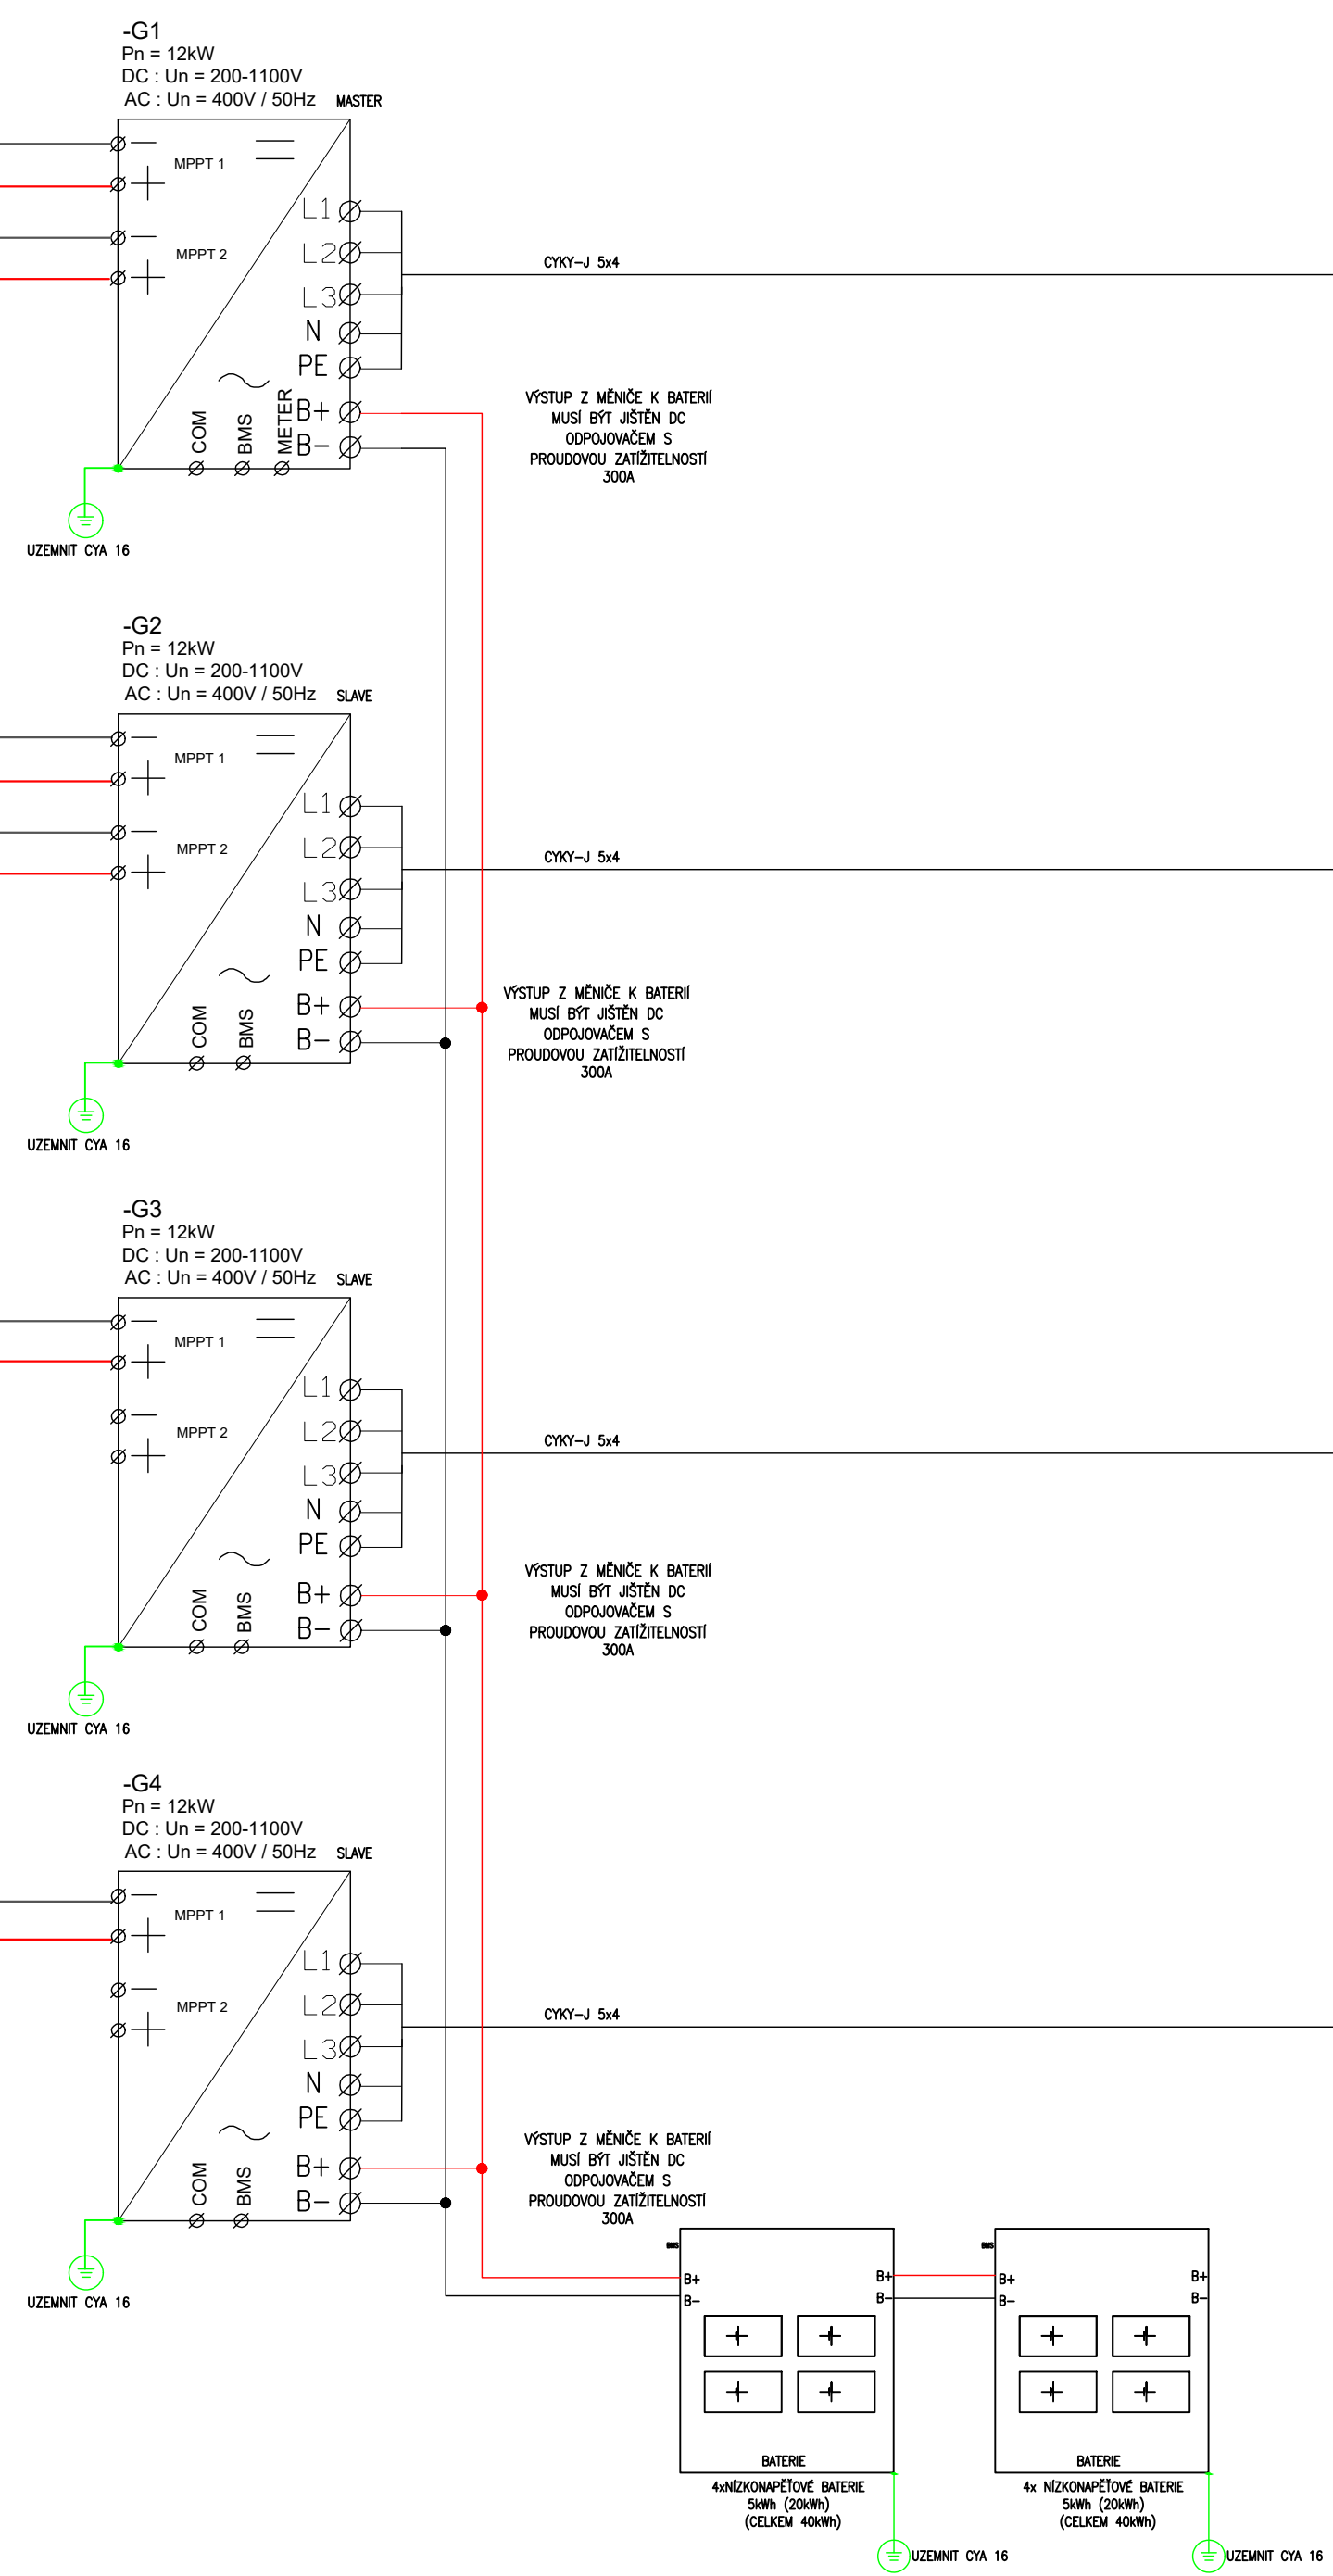 -G1
Pn = 12kW
DC : Un = 200-1100V
AC : Un = 400V / 50Hz MASTER
MPPT 1
MPPT 2
L1
L2
L3
N
PE
B+
B-
COM
BMS
METER
CYKY-J 5x4
VÝSTUP Z MĚNIČE K BATERIÍ
MUSÍ BÝT JIŠTĚN DC
ODPOJOVAČEM S
PROUDOVOU ZATÍŽITELNOSTÍ
300A
UZEMNIT CYA 16
-G2
Pn = 12kW
DC : Un = 200-1100V
AC : Un = 400V / 50Hz SLAVE
MPPT 1
MPPT 2
L1
L2
L3
N
PE
B+
B-
COM
BMS
CYKY-J 5x4
VÝSTUP Z MĚNIČE K BATERIÍ
MUSÍ BÝT JIŠTĚN DC
ODPOJOVAČEM S
PROUDOVOU ZATÍŽITELNOSTÍ
300A
UZEMNIT CYA 16
-G3
Pn = 12kW
DC : Un = 200-1100V
AC : Un = 400V / 50Hz SLAVE
MPPT 1
MPPT 2
L1
L2
L3
N
PE
B+
B-
COM
BMS
CYKY-J 5x4
VÝSTUP Z MĚNIČE K BATERIÍ
MUSÍ BÝT JIŠTĚN DC
ODPOJOVAČEM S
PROUDOVOU ZATÍŽITELNOSTÍ
300A
UZEMNIT CYA 16
-G4
Pn = 12kW
DC : Un = 200-1100V
AC : Un = 400V / 50Hz SLAVE
MPPT 1
MPPT 2
L1
L2
L3
N
PE
B+
B-
COM
BMS
CYKY-J 5x4
VÝSTUP Z MĚNIČE K BATERIÍ
MUSÍ BÝT JIŠTĚN DC
ODPOJOVAČEM S
PROUDOVOU ZATÍŽITELNOSTÍ
300A
UZEMNIT CYA 16
BMS
B+
B-
B+
B-
BATERIE
4xNÍZKONAPĚŤOVÉ BATERIE
5kWh (20kWh)
(CELKEM 40kWh)
UZEMNIT CYA 16
BMS
B+
B-
B+
B-
BATERIE
4x NÍZKONAPĚŤOVÉ BATERIE
5kWh (20kWh)
(CELKEM 40kWh)
UZEMNIT CYA 16